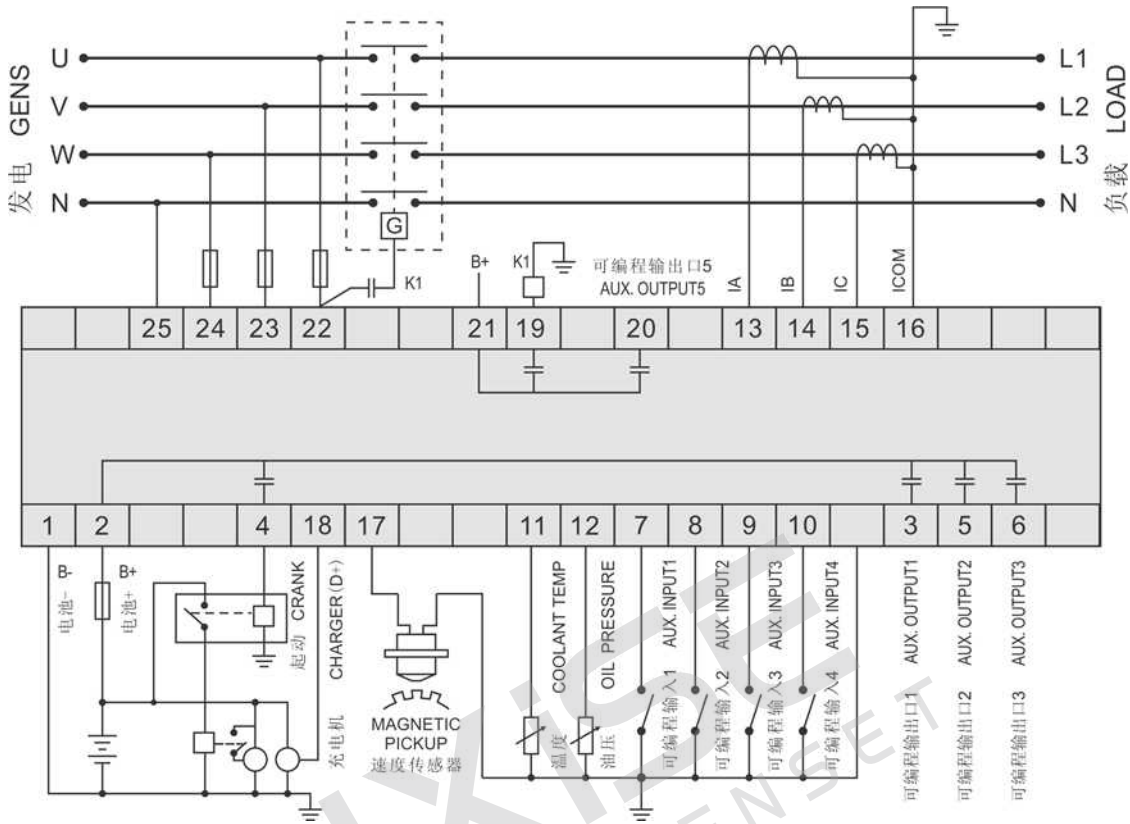 发电 GENS
U
V
W
N
G
K1
B+
K1
可编程输出口5
AUX. OUTPUT5
IA
IB
IC
ICOM
L1
L2
L3
N
负载 LOAD
25 24 23 22 21 19 20 13 14 15 16
1 2 4 18 17 11 12 7 8 9 10 3 5 6
B-
电池-
B+
电池+
起动 CRANK
充电机 CHARGER(D+)
MAGNETIC
PICKUP
速度传感器
温度 COOLANT TEMP
油压 OIL PRESSURE
可编程输入1 AUX. INPUT1
可编程输入2 AUX. INPUT2
可编程输入3 AUX. INPUT3
可编程输入4 AUX. INPUT4
可编程输出口1 AUX. OUTPUT1
可编程输出口2 AUX. OUTPUT2
可编程输出口3 AUX. OUTPUT3